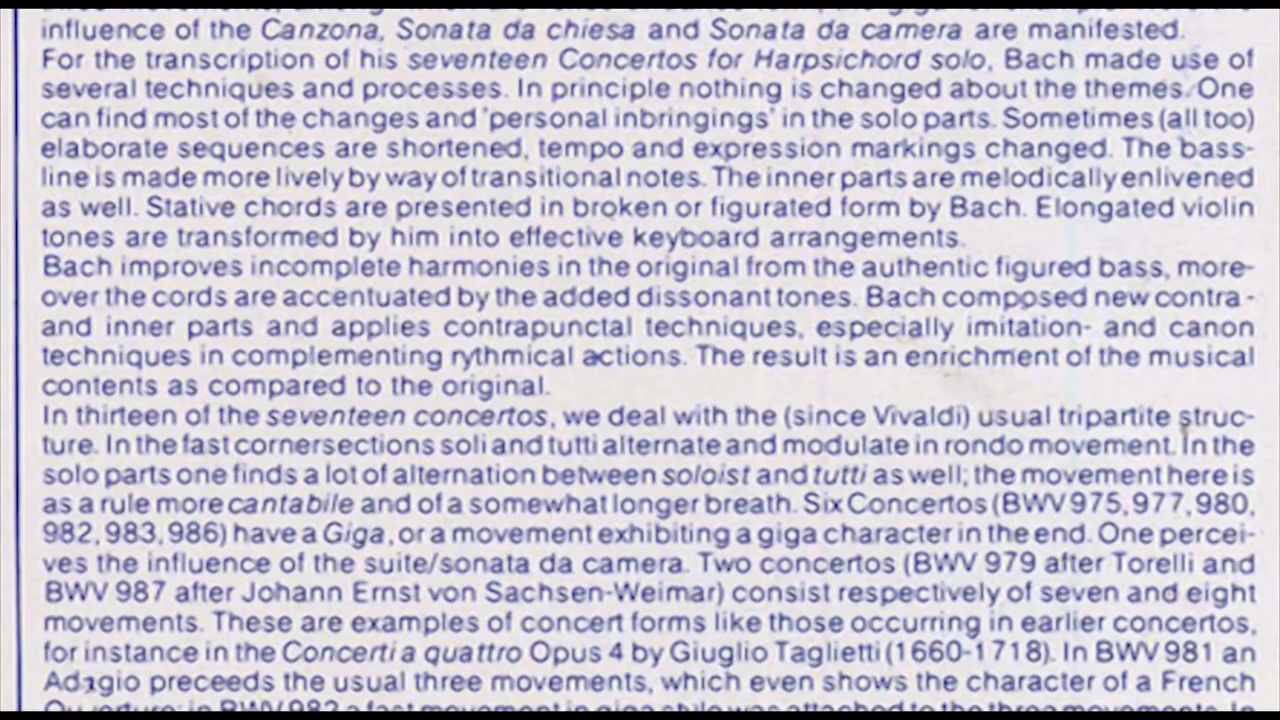 influence of the Canzona, Sonata da chiesa and Sonata da camera are manifested.
For the transcription of his seventeen Concertos for Harpsichord solo, Bach made use of
several techniques and processes. In principle nothing is changed about the themes. One
can find most of the changes and 'personal inbringings' in the solo parts. Sometimes (all too)
elaborate sequences are shortened, tempo and expression markings changed. The bass-
line is made more lively by way of transitional notes. The inner parts are melodically enlivened
as well. Stative chords are presented in broken or figurated form by Bach. Elongated violin
tones are transformed by him into effective keyboard arrangements.
Bach improves incomplete harmonies in the original from the authentic figured bass, more-
over the cords are accentuated by the added dissonant tones. Bach composed new contra-
and inner parts and applies contrapunctal techniques, especially imitation- and canon
techniques in complementing rythmical actions. The result is an enrichment of the musical
contents as compared to the original.
In thirteen of the seventeen concertos, we deal with the (since Vivaldi) usual tripartite struc-
ture. In the fast cornersections soli and tutti alternate and modulate in rondo movement. In the
solo parts one finds a lot of alternation between soloist and tutti as well; the movement here is
as a rule more cantabile and of a somewhat longer breath. Six Concertos (BWV 975, 977, 980,
982, 983, 986) have a Giga, or a movement exhibiting a giga character in the end. One percei-
ves the influence of the suite/sonata da camera. Two concertos (BWV 979 after Torelli and
BWV 987 after Johann Ernst von Sachsen-Weimar) consist respectively of seven and eight
movements. These are examples of concert forms like those occurring in earlier concertos,
for instance in the Concerti a quattro Opus 4 by Giuglio Taglietti (1660-1718). In BWV 981 an
Adagio preceeds the usual three movements, which even shows the character of a French